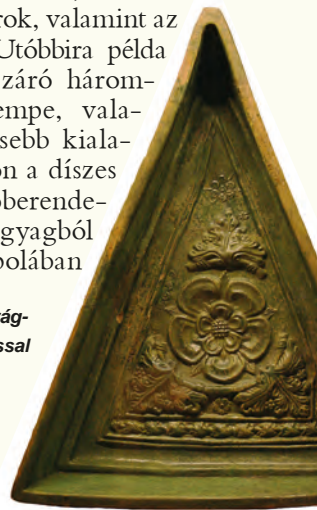 rok, valamint az
Utóbbira példa
záró három-
empe, vala-
sebb kiala-
on a díszes
oberende-
gyagból
polában
ág-
ssal